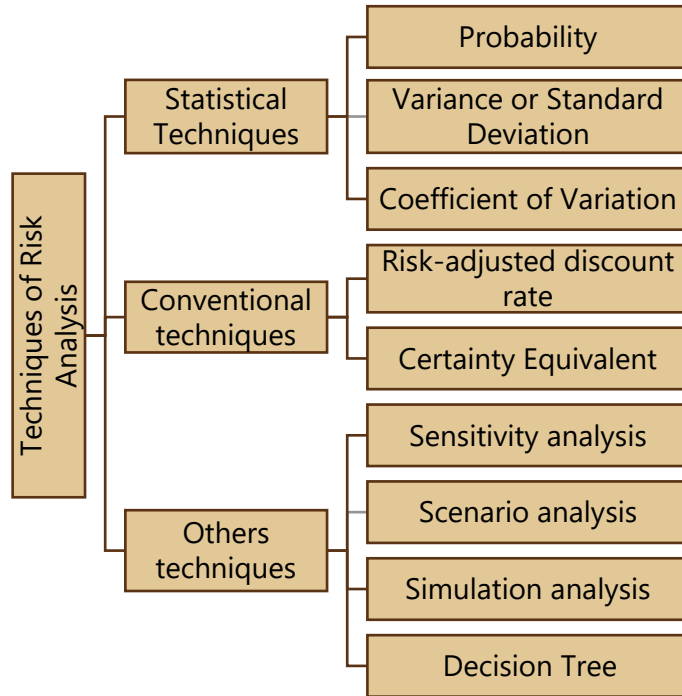 Techniques of Risk
Analysis
Statistical
Techniques
Probability
Variance or Standard
Deviation
Coefficient of Variation
Conventional
techniques
Risk-adjusted discount
rate
Certainty Equivalent
Others
techniques
Sensitivity analysis
Scenario analysis
Simulation analysis
Decision Tree